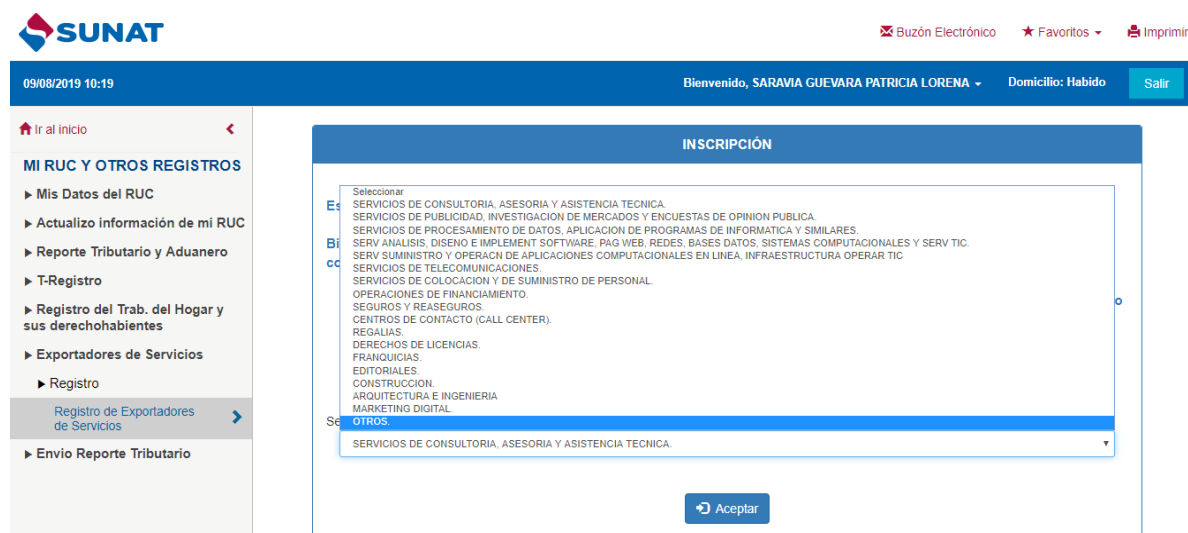 SUNAT
Buzón Electrónico
Favoritos
Imprimir
09/08/2019 10:19
Bienvenido, SARAVIA GUEVARA PATRICIA LORENA
Domicilio: Habido
Salir
Ir al inicio
MI RUC Y OTROS REGISTROS
Mis Datos del RUC
Actualizo información de mi RUC
Reporte Tributario y Aduanero
T-Registro
Registro del Trab. del Hogar y
sus derechohabientes
Exportadores de Servicios
Registro
Registro de Exportadores
de Servicios
Envio Reporte Tributario
INSCRIPCIÓN
Seleccionar
SERVICIOS DE CONSULTORIA, ASESORIA Y ASISTENCIA TECNICA.
SERVICIOS DE PUBLICIDAD, INVESTIGACION DE MERCADOS Y ENCUESTAS DE OPINION PUBLICA.
SERVICIOS DE PROCESAMIENTO DE DATOS, APLICACION DE PROGRAMAS DE INFORMATICA Y SIMILARES.
SERV ANALISIS, DISENO E IMPLEMENT SOFTWARE, PAG WEB, REDES, BASES DATOS, SISTEMAS COMPUTACIONALES Y SERV TIC.
SERV SUMINISTRO Y OPERACN DE APLICACIONES COMPUTACIONALES EN LINEA, INFRAESTRUCTURA OPERAR TIC
SERVICIOS DE TELECOMUNICACIONES.
SERVICIOS DE COLOCACION Y DE SUMINISTRO DE PERSONAL.
OPERACIONES DE FINANCIAMIENTO.
SEGUROS Y REASEGUROS.
CENTROS DE CONTACTO (CALL CENTER).
REGALIAS.
DERECHOS DE LICENCIAS.
FRANQUICIAS.
EDITORIALES.
CONSTRUCCION.
ARQUITECTURA E INGENIERIA
MARKETING DIGITAL.
OTROS.
SERVICIOS DE CONSULTORIA, ASESORIA Y ASISTENCIA TECNICA.
Aceptar